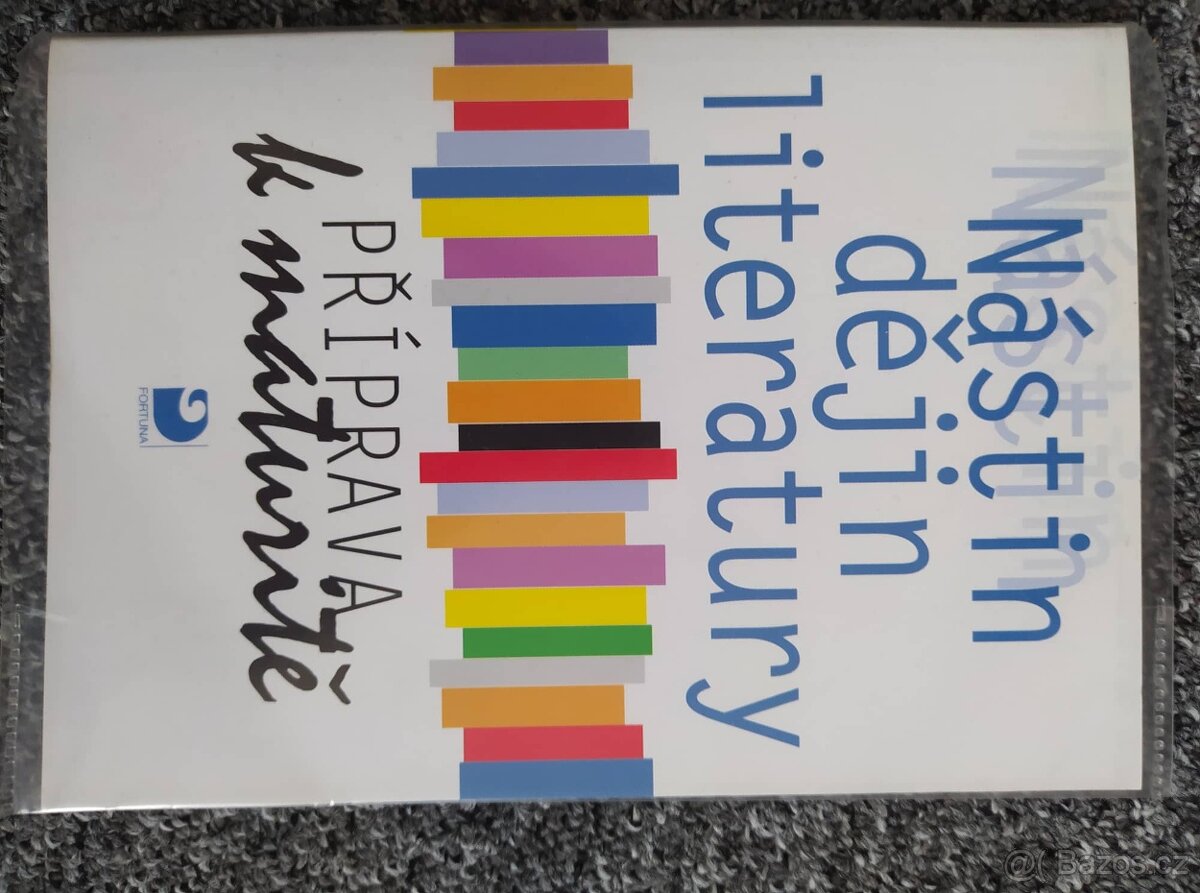 Nástin
dějin
literatury
PŘÍPRAVA
k maturitě
FORTUNA
Bazos.cz